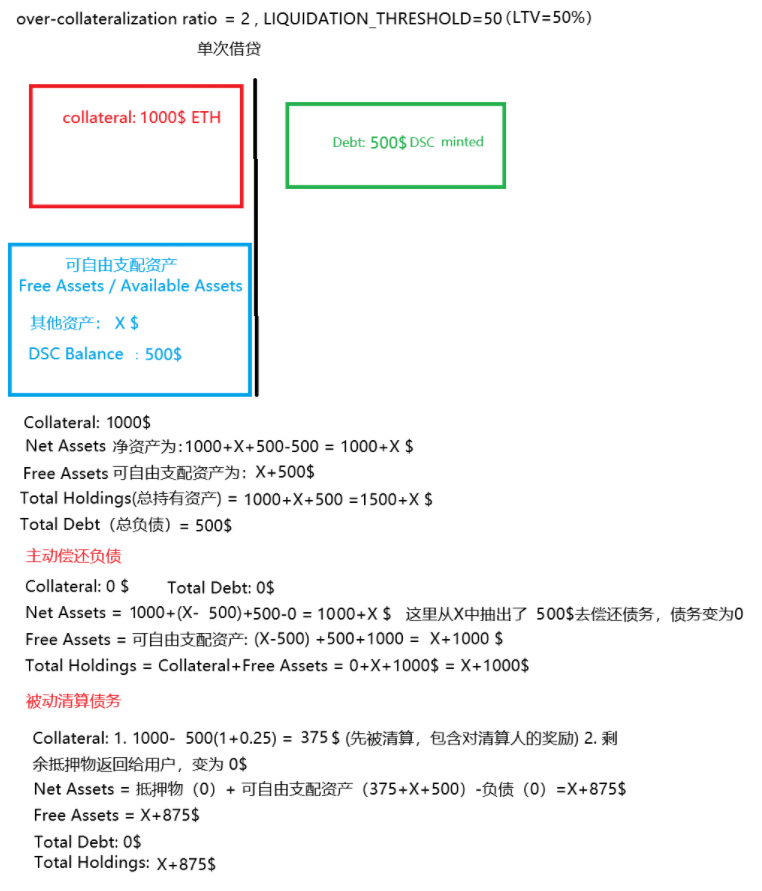 over-collateralization ratio = 2 , LIQUIDATION_THRESHOLD=50 (LTV=50%)
单次借贷
collateral: 1000$ ETH
Debt: 500$ DSC minted
可自由支配资产
Free Assets / Available Assets
其他资产： X $
DSC Balance : 500$
Collateral: 1000$
Net Assets 净资产为:1000+X+500-500 = 1000+X $
Free Assets 可自由支配资产为：X+500$
Total Holdings(总持有资产) = 1000+X+500 =1500+X $
Total Debt（总负债）= 500$
主动偿还负债
Collateral: 0 $ Total Debt: 0$
Net Assets = 1000+(X- 500)+500-0 = 1000+X $ 这里从X中抽出了 500$去偿还债务，债务变为0
Free Assets = 可自由支配资产: (X-500) +500+1000 = X+1000 $
Total Holdings = Collateral+Free Assets = 0+X+1000$ = X+1000$
被动清算债务
Collateral: 1. 1000- 500(1+0.25) = 375 $ (先被清算，包含对清算人的奖励) 2. 剩
余抵押物返回给用户，变为 0$
Net Assets = 抵押物（0）+ 可自由支配资产（375+X+500）-负债（0）=X+875$
Free Assets = X+875$
Total Debt: 0$
Total Holdings: X+875$